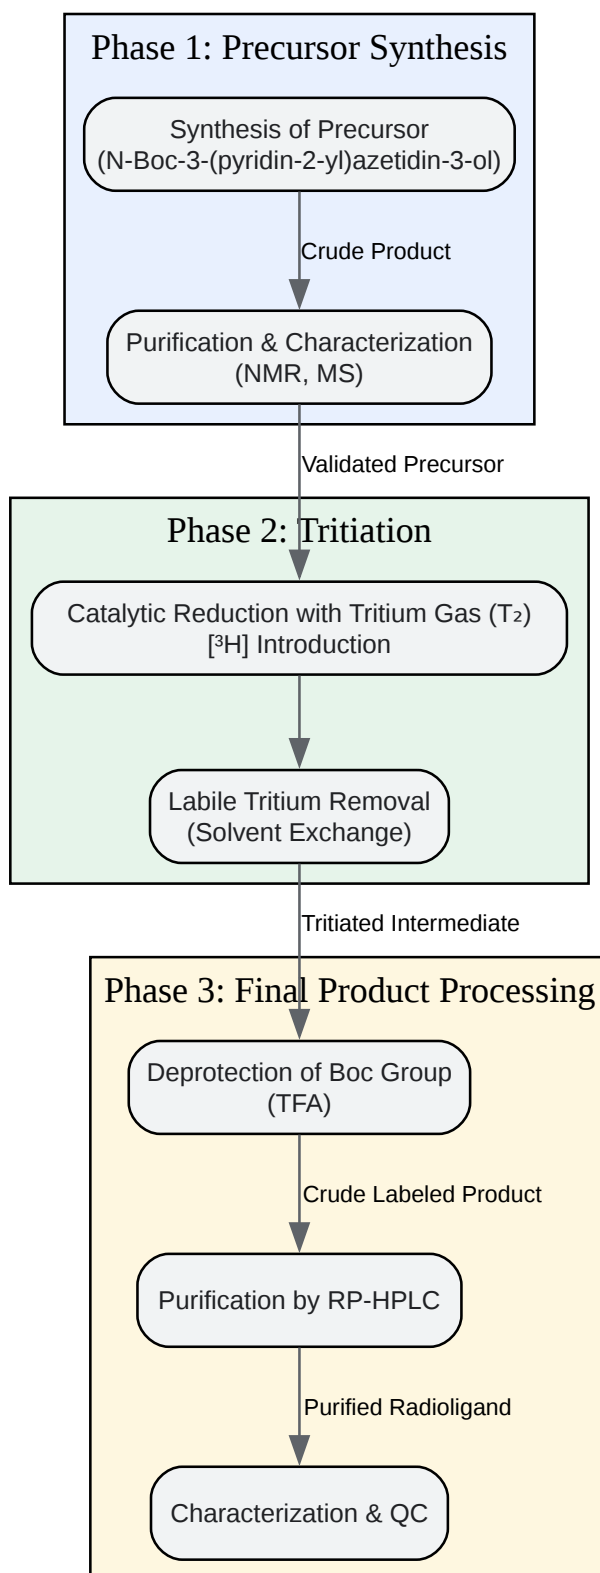 Phase 1: Precursor Synthesis
Synthesis of Precursor
(N-Boc-3-(pyridin-2-yl)azetidin-3-ol)
Crude Product
Purification & Characterization
(NMR, MS)
Validated Precursor
Phase 2: Tritiation
Catalytic Reduction with Tritium Gas (T₂)
[³H] Introduction
Labile Tritium Removal
(Solvent Exchange)
Tritiated Intermediate
Phase 3: Final Product Processing
Deprotection of Boc Group
(TFA)
Crude Labeled Product
Purification by RP-HPLC
Purified Radioligand
Characterization & QC